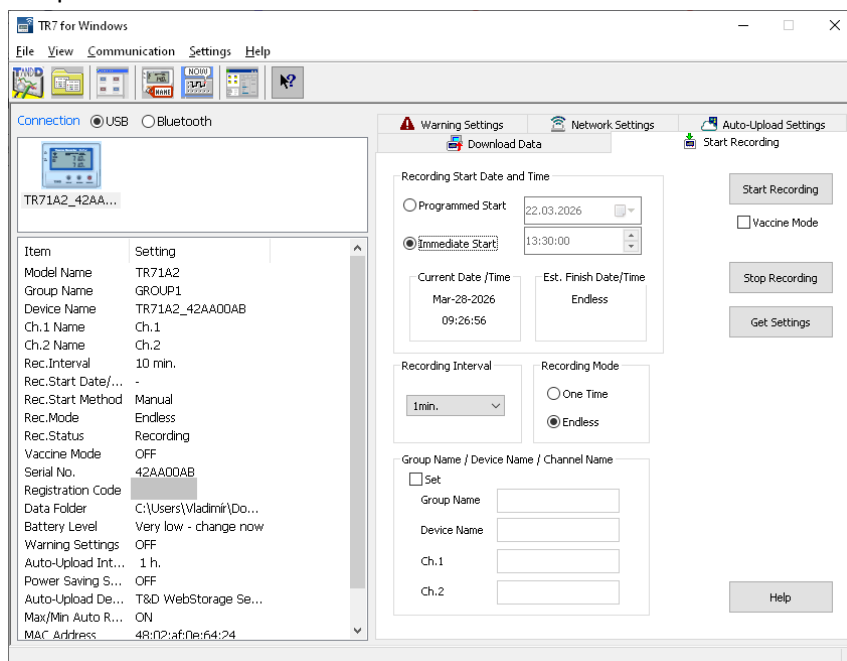 TR7 for Windows
File View Communication Settings Help
TAND
NAME
NOW
Connection USB Bluetooth
TR71A2_42AA...
Item Setting
Model Name TR71A2
Group Name GROUP1
Device Name TR71A2_42AA00AB
Ch.1 Name Ch.1
Ch.2 Name Ch.2
Rec.Interval 10 min.
Rec.Start Date/... -
Rec.Start Method Manual
Rec.Mode Endless
Rec.Status Recording
Vaccine Mode OFF
Serial No. 42AA00AB
Registration Code
Data Folder C:\Users\Vladimír\Do...
Battery Level Very low - change now
Warning Settings OFF
Auto-Upload Int... 1 h.
Power Saving S... OFF
Auto-Upload De... T&D WebStorage Se...
Max/Min Auto R... ON
MAC Address 48:02:af:0e:64:24
Warning Settings Network Settings Auto-Upload Settings
Download Data Start Recording
Recording Start Date and Time
Programmed Start 22.03.2026
Immediate Start 13:30:00
Current Date /Time Est. Finish Date/Time
Mar-28-2026 Endless
09:26:56
Recording Interval Recording Mode
1min. One Time
Endless
Group Name / Device Name / Channel Name
Set
Group Name
Device Name
Ch.1
Ch.2
Start Recording
Vaccine Mode
Stop Recording
Get Settings
Help